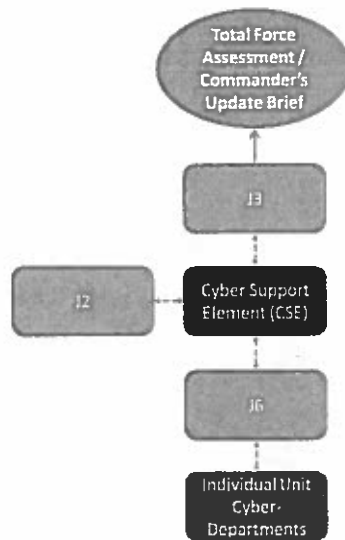 Total Force
Assessment /
Commander's
Update Brief
J3
J2
Cyber Support
Element (CSE)
J6
Individual Unit
Cyber-
Departments